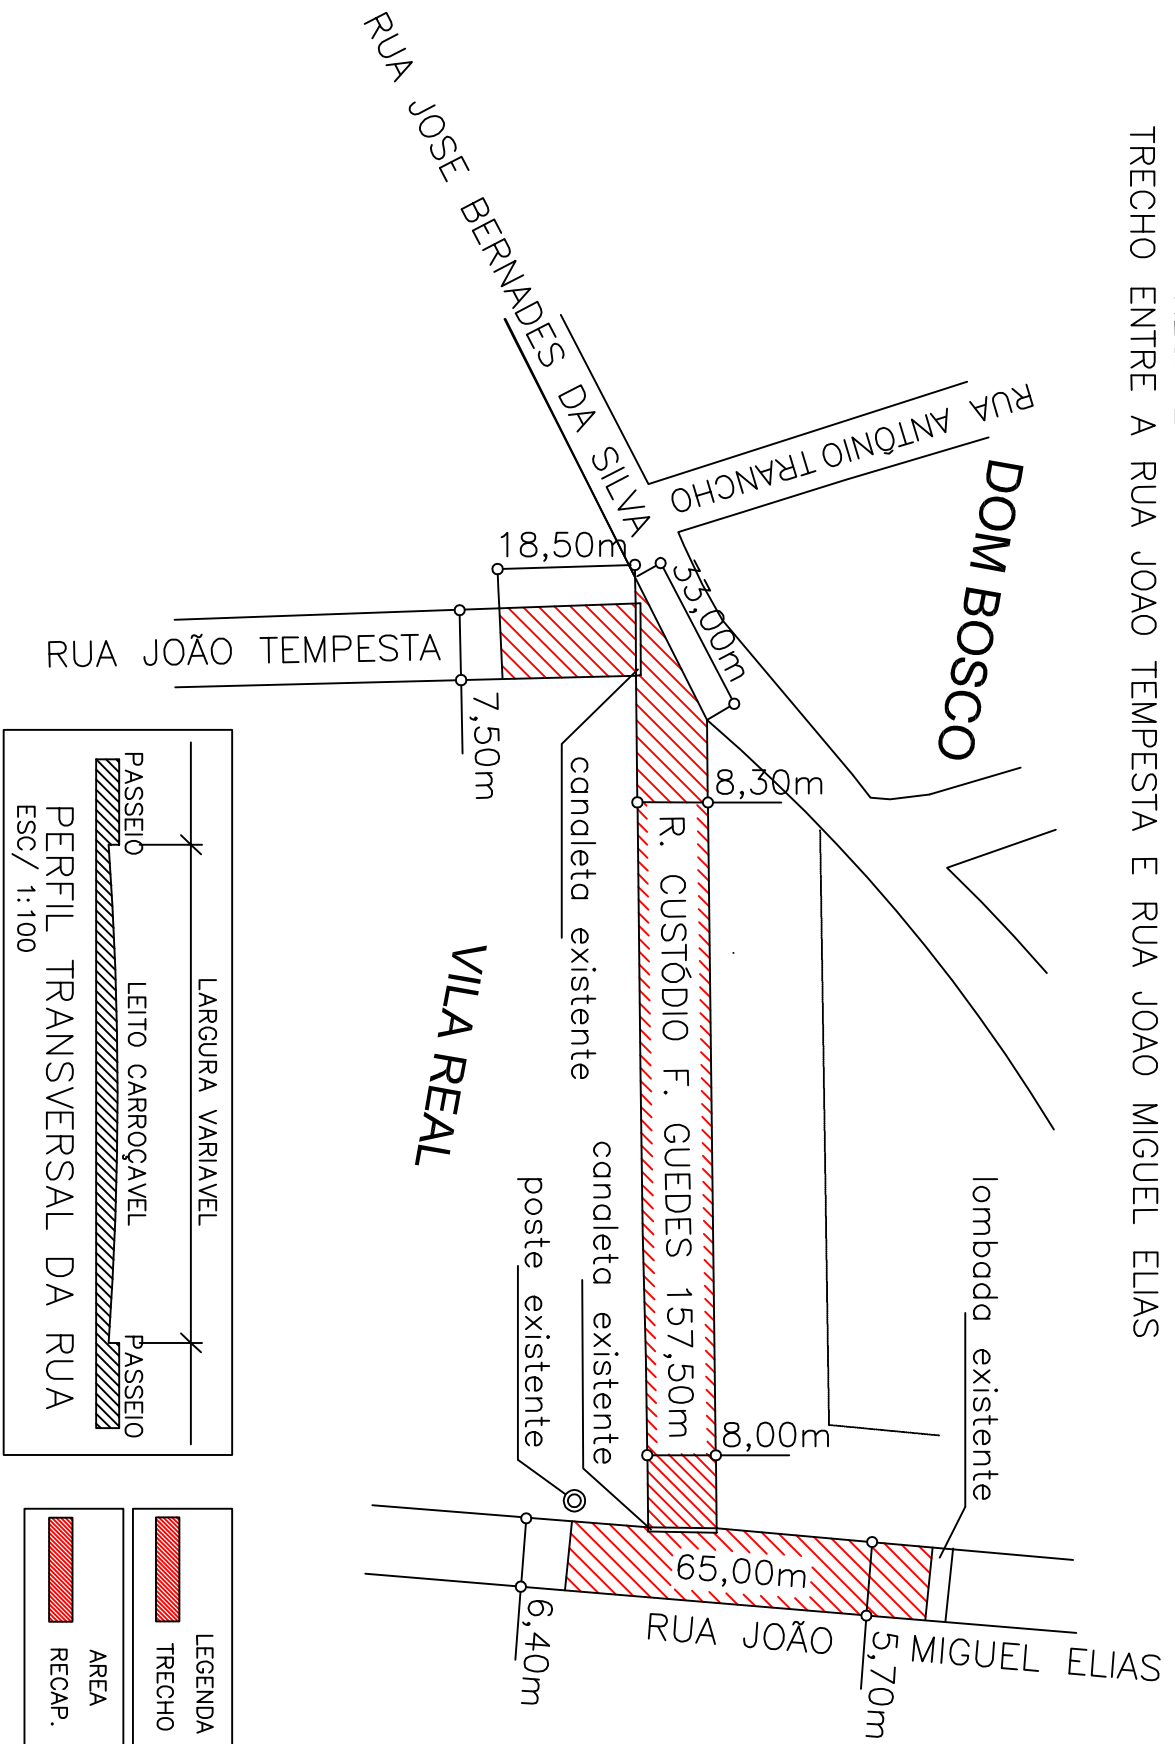 TRECHO ENTRE A RUA JOAO TEMPESTA E RUA JOAO MIGUEL ELIAS
RUA JOSE BERNADES DA SILVA
RUA ANTÔNIO TRANCHO
DOM BOSCO
18,50m
33,00m
RUA JOÃO TEMPESTA
7,50m
8,30m
canaleta existente
R. CUSTÓDIO F. GUEDES 157,50m
VILA REAL
canaleta existente
poste existente
lombada existente
8,00m
65,00m
RUA JOÃO MIGUEL ELIAS
5,70m
6,40m
LARGURA VARIAVEL
PASSEIO
LEITO CARROÇAVEL
PASSEIO
PERFIL TRANSVERSAL DA RUA
ESC/ 1:100
LEGENDA
TRECHO
AREA
RECAP.